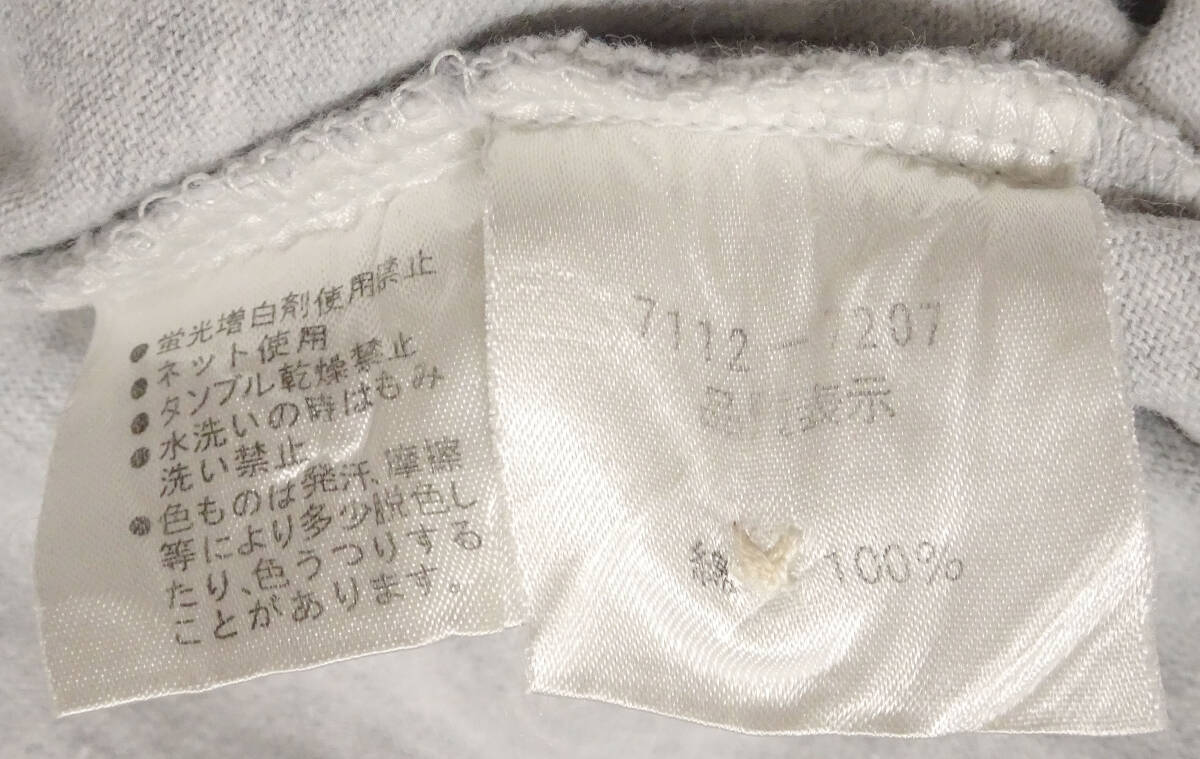 ● 蛍光増白剤使用禁止
● ネット使用
● タンブル乾燥禁止
● 水洗いの時はもみ
洗い禁止
● 色ものは発汗、摩擦
等により多少脱色し
たり、色うつりする
ことがあります。
7112-7207
品質表示
綿 100%